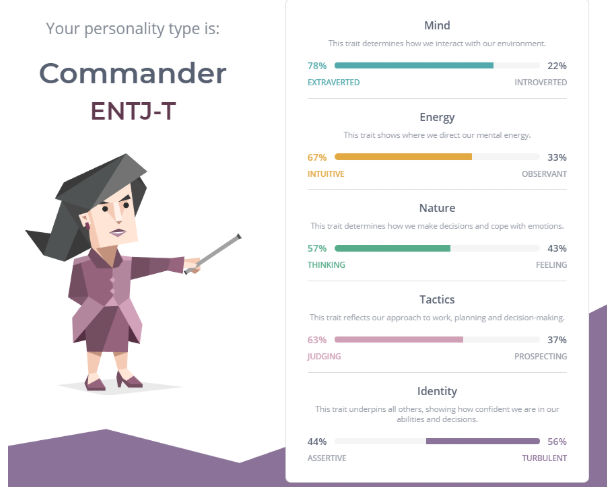 Your personality type is:
Commander
ENTJ-T
Mind
This trait determines how we interact with our environment.
78% 22%
EXTRAVERTED INTROVERTED
Energy
This trait shows where we direct our mental energy.
67% 33%
INTUITIVE OBSERVANT
Nature
This trait determines how we make decisions and cope with emotions.
57% 43%
THINKING FEELING
Tactics
This trait reflects our approach to work, planning and decision-making.
63% 37%
JUDGING PROSPECTING
Identity
This trait underpins all others, showing how confident we are in our
abilities and decisions.
44% 56%
ASSERTIVE TURBULENT